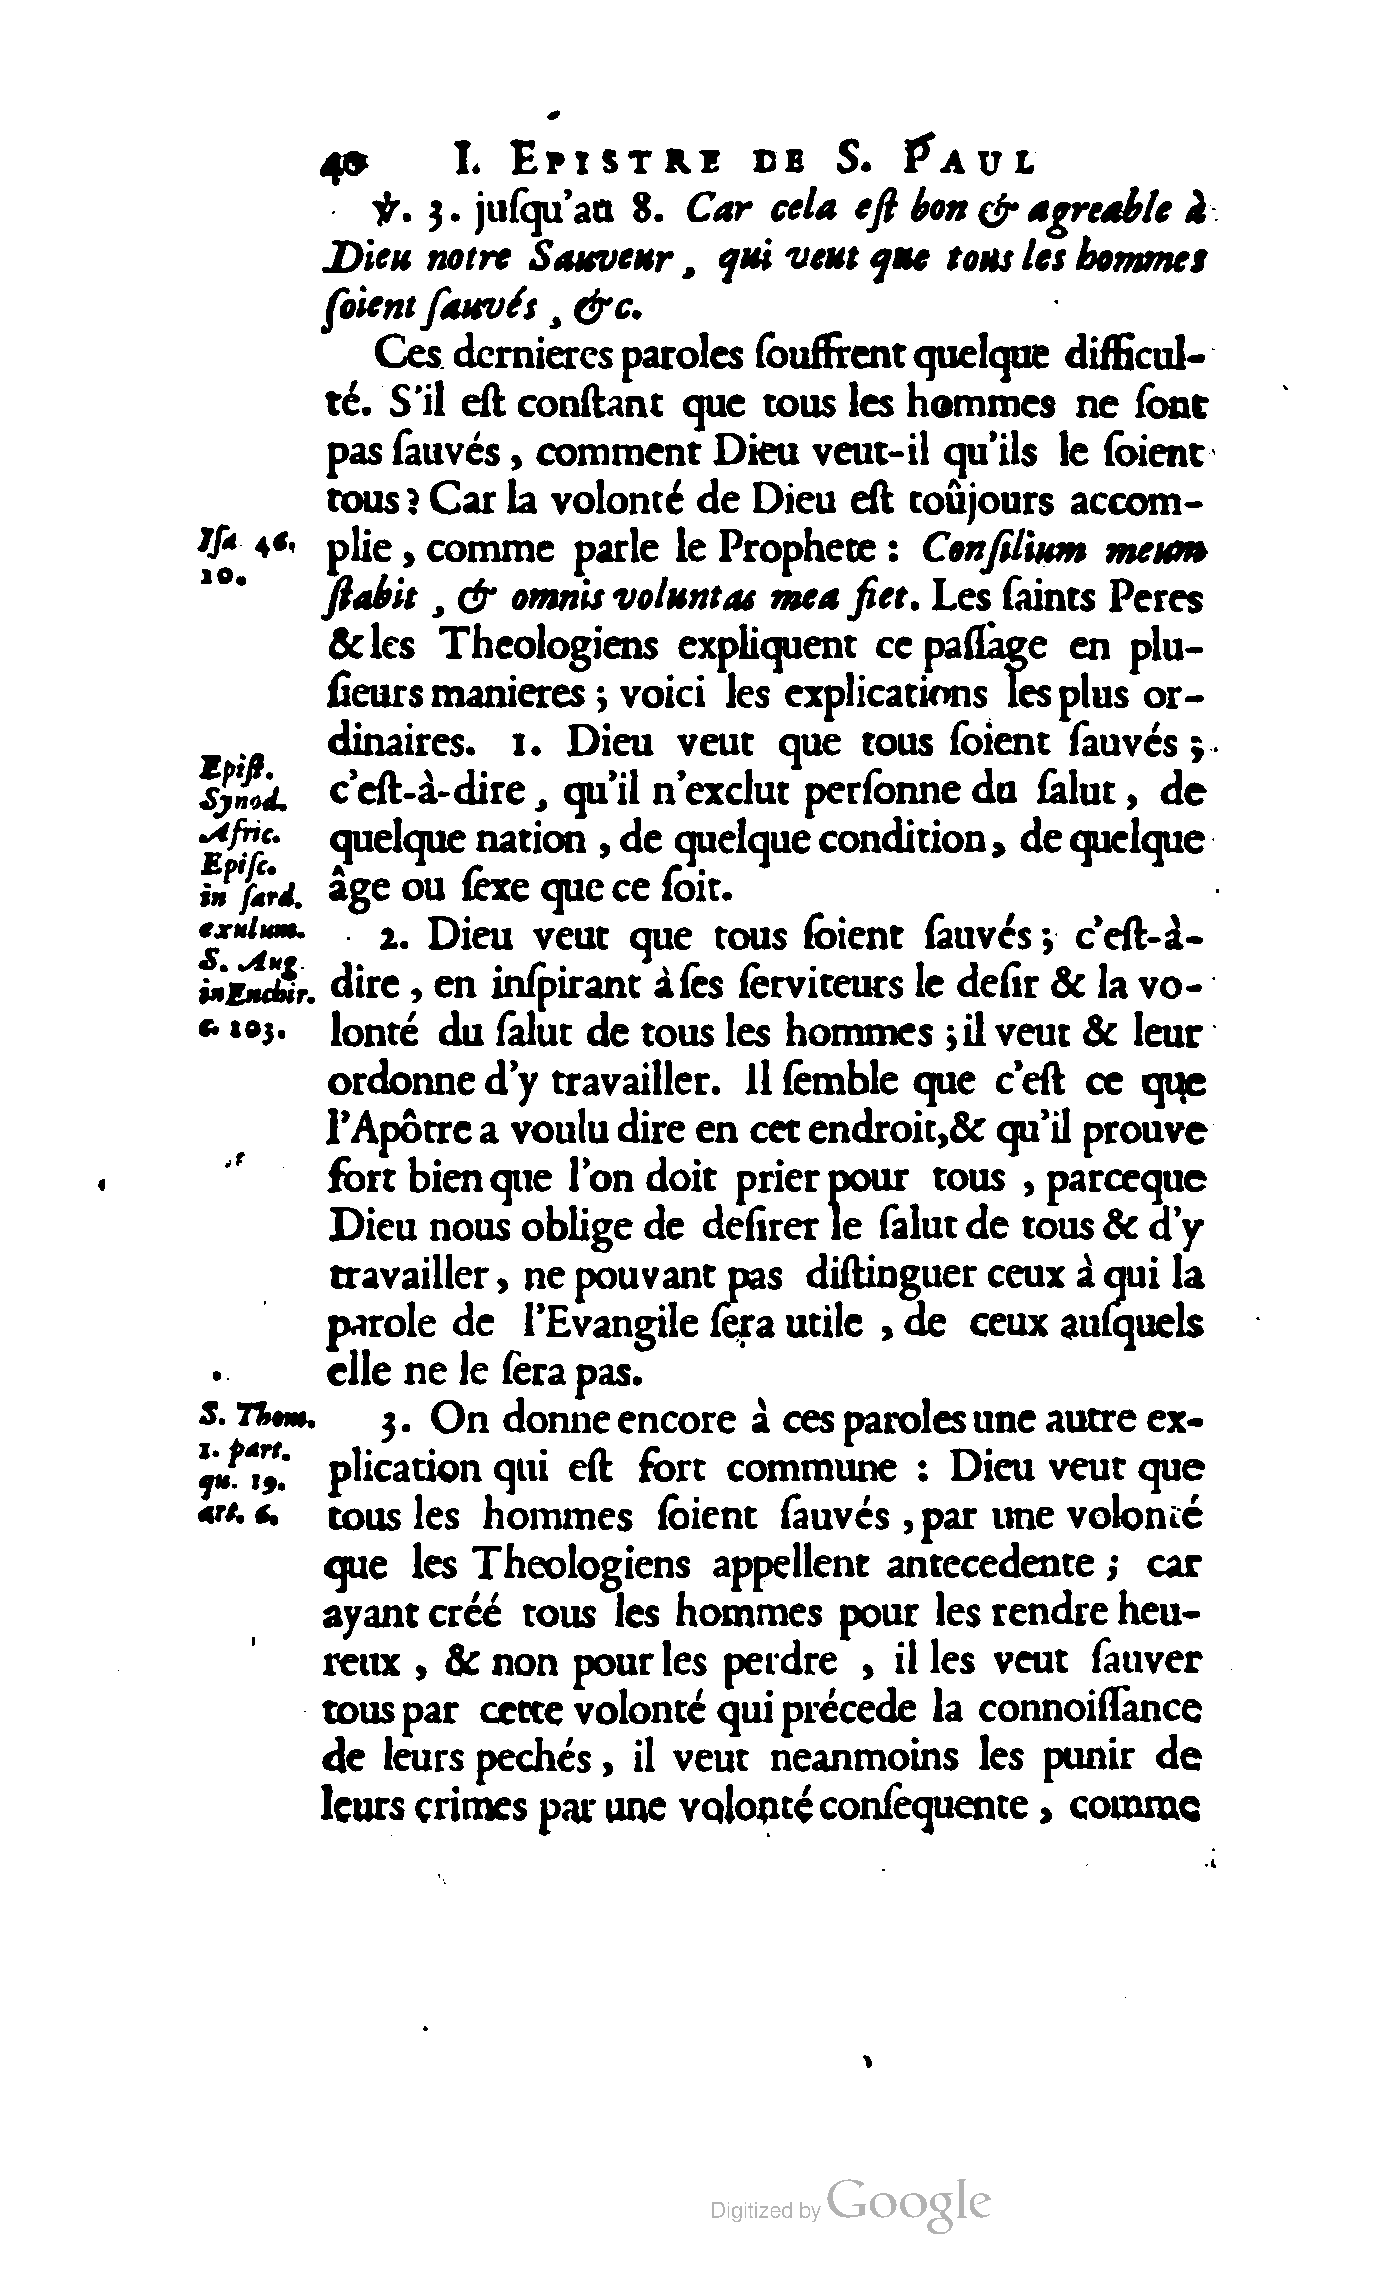 40 I. EPISTRE DE S. PAUL
℣. 3. juſqu'au 8. Car cela eſt bon & agreable à
Dieu notre Sauveur, qui veut que tous les hommes
ſoient ſauvés, &c.
Ces dernieres paroles ſouffrent quelque difficul-
té. S'il eſt conſtant que tous les hommes ne ſont
pas ſauvés, comment Dieu veut-il qu'ils le ſoient
tous? Car la volonté de Dieu eſt toûjours accom-
plie, comme parle le Prophete : Conſilium meum
ſtabit, & omnis voluntas mea fiet. Les ſaints Peres
& les Theologiens expliquent ce paſſage en plu-
ſieurs manieres ; voici les explications les plus or-
dinaires. 1. Dieu veut que tous ſoient ſauvés ;
c'eſt-à-dire, qu'il n'exclut perſonne du ſalut, de
quelque nation, de quelque condition, de quelque
âge ou ſexe que ce ſoit.
2. Dieu veut que tous ſoient ſauvés ; c'eſt-à-
dire, en inſpirant à ſes ſerviteurs le deſir & la vo-
lonté du ſalut de tous les hommes ; il veut & leur
ordonne d'y travailler. Il ſemble que c'eſt ce que
l'Apôtre a voulu dire en cet endroit, & qu'il prouve
fort bien que l'on doit prier pour tous, parceque
Dieu nous oblige de deſirer le ſalut de tous & d'y
travailler, ne pouvant pas diſtinguer ceux à qui la
parole de l'Evangile ſera utile, de ceux auſquels
elle ne le ſera pas.
3. On donne encore à ces paroles une autre ex-
plication qui eſt fort commune : Dieu veut que
tous les hommes ſoient ſauvés, par une volonté
que les Theologiens appellent antecedente ; car
ayant créé tous les hommes pour les rendre heu-
reux, & non pour les perdre, il les veut ſauver
tous par cette volonté qui précede la connoiſſance
de leurs pechés, il veut neanmoins les punir de
leurs crimes par une volonté conſequente, comme
Iſa 46.
10.
Epiſt.
Synod.
Afric.
Epiſc.
in ſard.
exulum.
S. Aug.
in Enchir.
c. 103.
S. Thom.
1. part.
qu. 19.
art. 6.
Digitized by Google